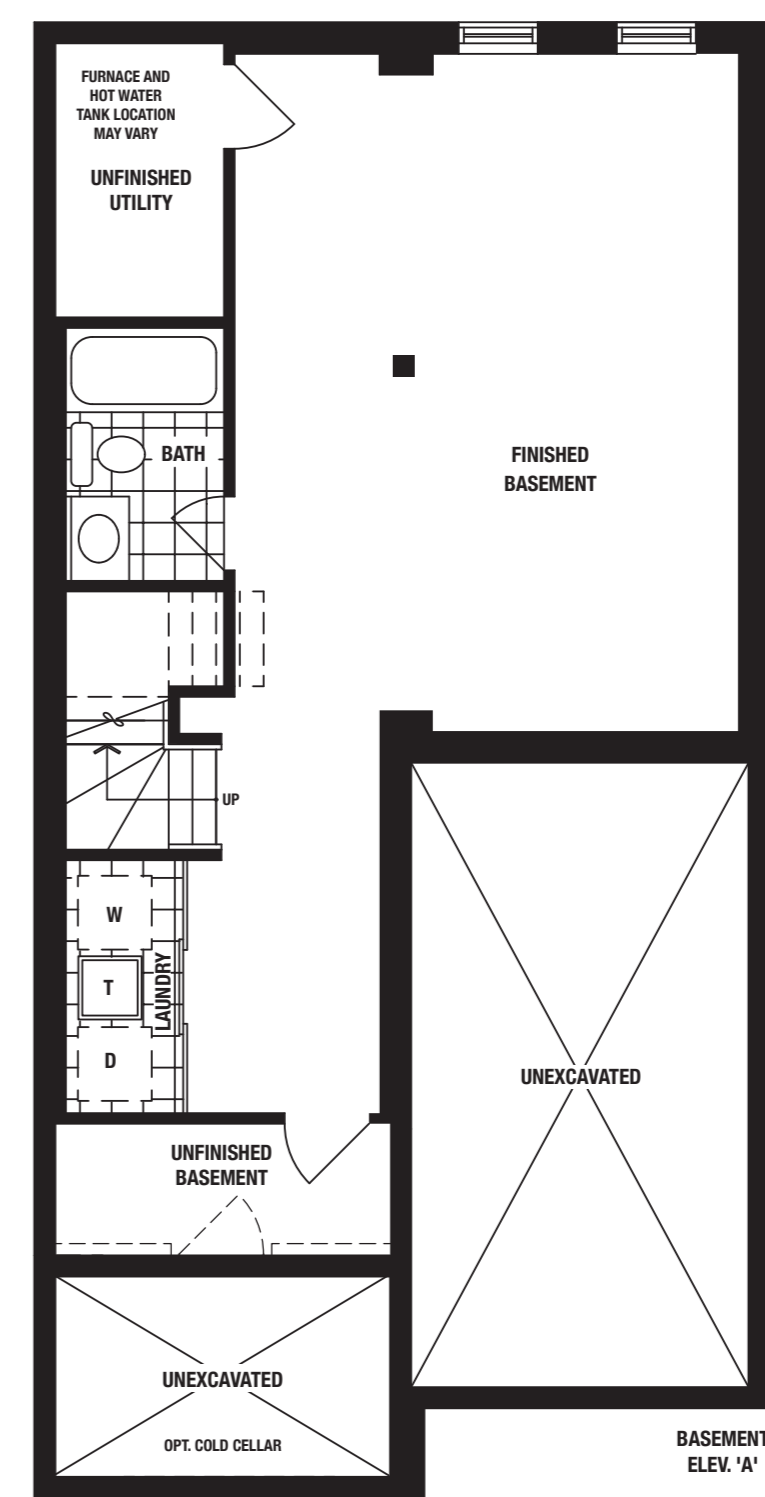 FURNACE AND
HOT WATER
TANK LOCATION
MAY VARY
UNFINISHED
UTILITY
BATH
FINISHED
BASEMENT
UP
W
T
D
LAUNDRY
UNFINISHED
BASEMENT
UNEXCAVATED
UNEXCAVATED
OPT. COLD CELLAR
BASEMENT
ELEV. 'A'